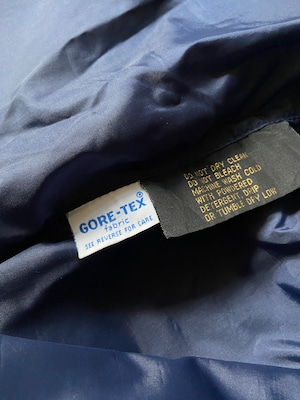 GORE-TEX®
fabric
SEE REVERSE FOR CARE
DO NOT DRY CLEAN
DO NOT BLEACH
MACHINE WASH COLD
WITH POWDERED
DETERGENT DRIP
OR TUMBLE DRY LOW